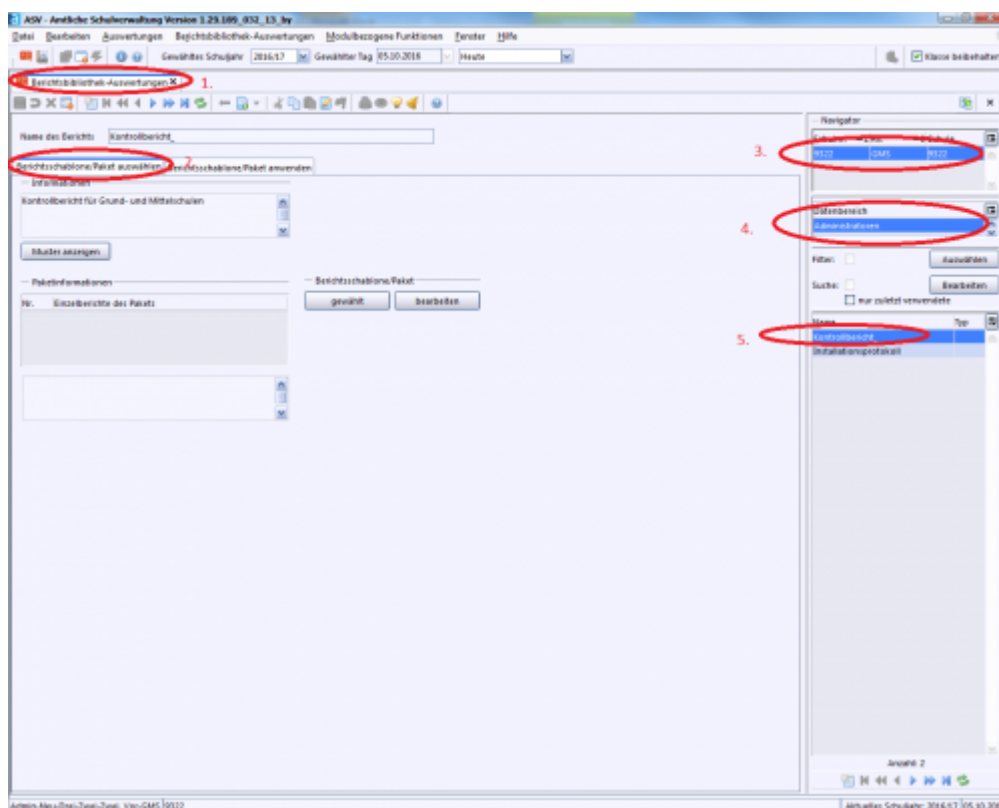 ASV - Amtliche Schulverwaltung Version 1.29.109_032_13_by
Datei Bearbeiten Auswertungen Berichtsbibliothek-Auswertungen Modulbezogene Funktionen Fenster Hilfe
Gewähltes Schuljahr 2016/17 Gewählter Tag 05.10.2016 Heute Klasse beibehalten
Berichtsbibliothek-Auswertungen X 1.
Navigator
Name des Berichts Kontrollbericht_
3.
9322 GMS 9322
Berichtsschablone/Paket auswählen 2. Berichtsschablone/Paket anwenden
Informationen
Kontrollbericht für Grund- und Mittelschulen
Datenbereich
4. Administratoren
Muster anzeigen
Filter: Auswählen
Paketinformationen
Berichtsschablone/Paket
Suche: Bearbeiten
Nr. Einzelberichte des Pakets
gewählt bearbeiten
nur zuletzt verwendete
Name Typ
5. Kontrollbericht_
Installationsprotokoll
Anzahl: 2
9322
Aktuelles Schuljahr: 2016/17